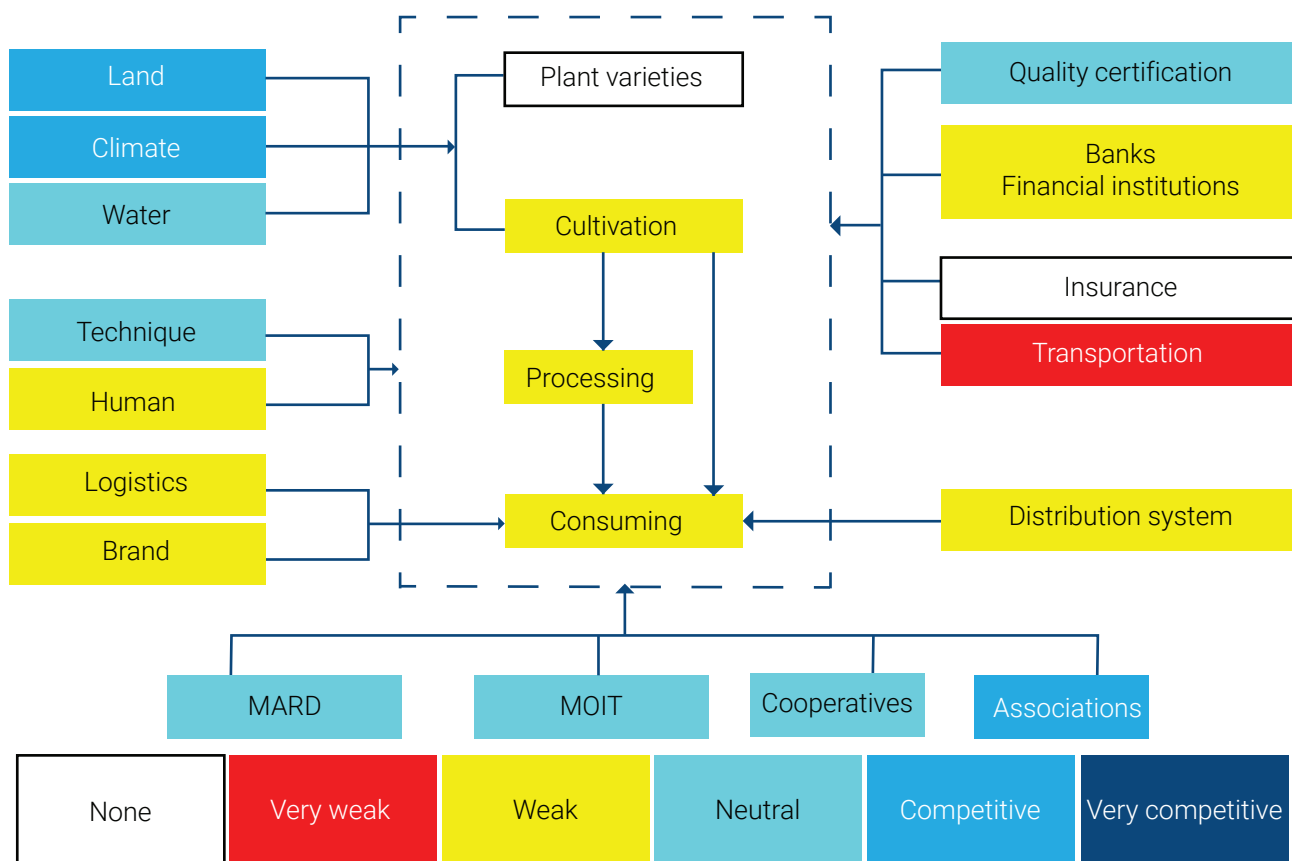 Land
Climate
Water
Technique
Human
Logistics
Brand
Plant varieties
Cultivation
Processing
Consuming
Quality certification
Banks
Financial institutions
Insurance
Transportation
Distribution system
MARD
MOIT
Cooperatives
Associations
None
Very weak
Weak
Neutral
Competitive
Very competitive